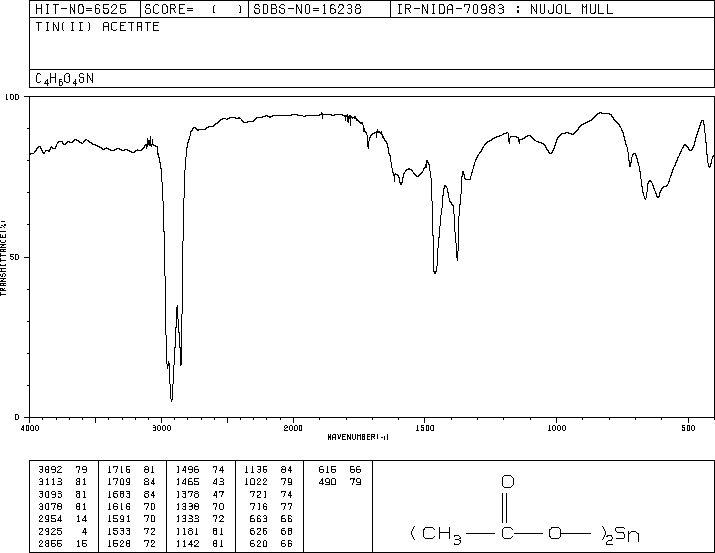 HIT-NO=6525 SCORE= ( ) SDBS-NO=16238 IR-NIDA-70983 : NUJOL MULL
TIN(II) ACETATE
C4H6O4SN
100
50
0
TRANSMITTANCE(%)
4000 3000 2000 1500 1000 500
WAVENUMBER(-1)
3892 79 1716 81 1496 74 1136 84 615 66
3113 81 1709 84 1465 43 1022 79 490 79
3093 81 1683 84 1378 47 721 74
3078 81 1616 70 1338 70 716 77
2954 14 1591 70 1333 72 663 66
2925 4 1533 72 1181 81 626 68
2855 15 1528 72 1142 81 620 66
O
(CH3 C O )2Sn